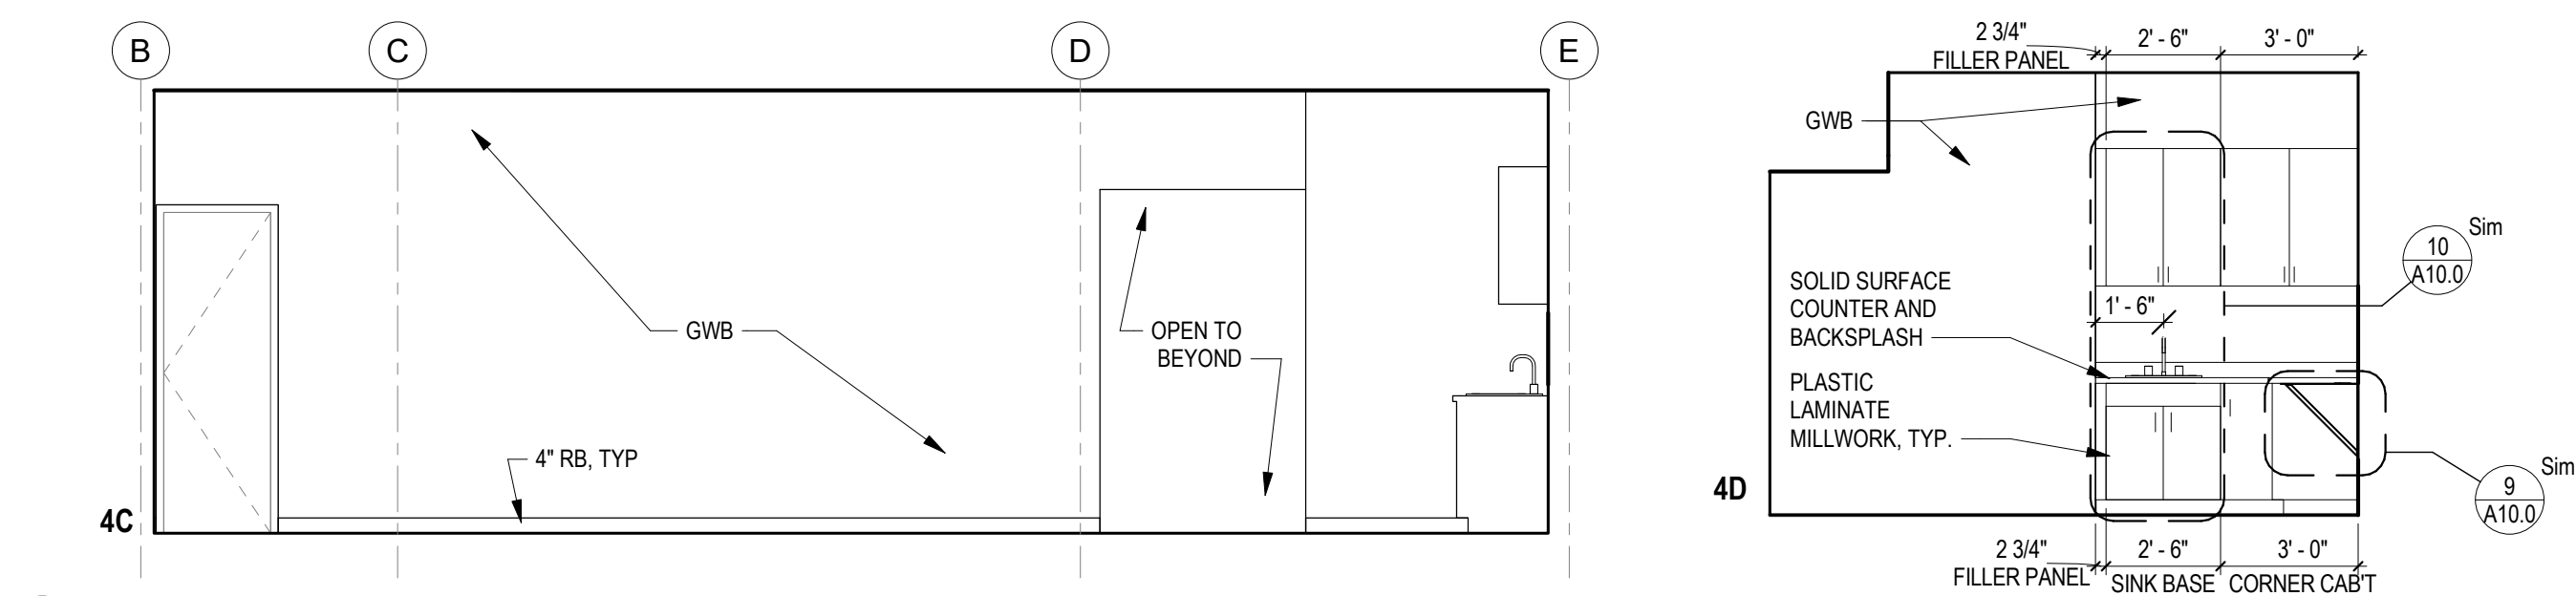 B
C
D
E
GWB
OPEN TO
BEYOND
4" RB, TYP
4C
2 3/4"
FILLER PANEL
2' - 6"
3' - 0"
GWB
Sim
10
A10.0
SOLID SURFACE
COUNTER AND
BACKSPLASH
1' - 6"
PLASTIC
LAMINATE
MILLWORK, TYP.
Sim
9
A10.0
4D
2 3/4"
FILLER PANEL
2' - 6"
SINK BASE
3' - 0"
CORNER CAB'T